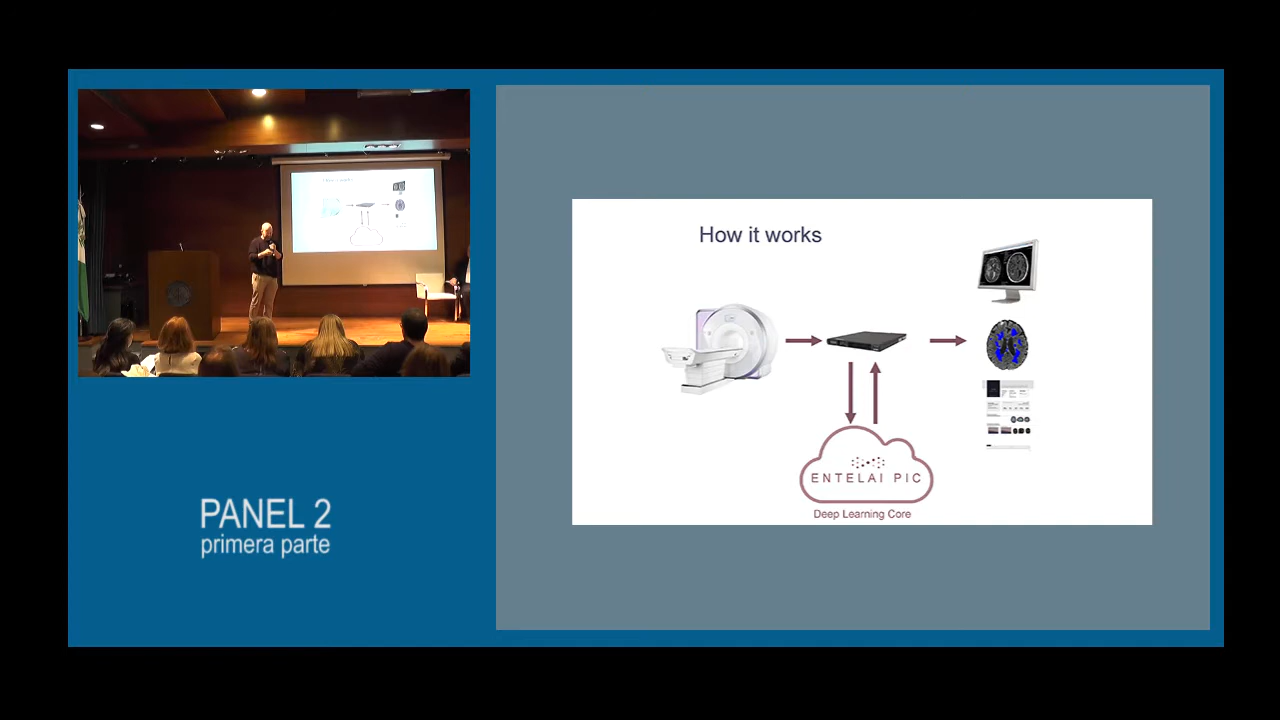 How it works
ENTELAI PIC
Deep Learning Core
PANEL 2
primera parte